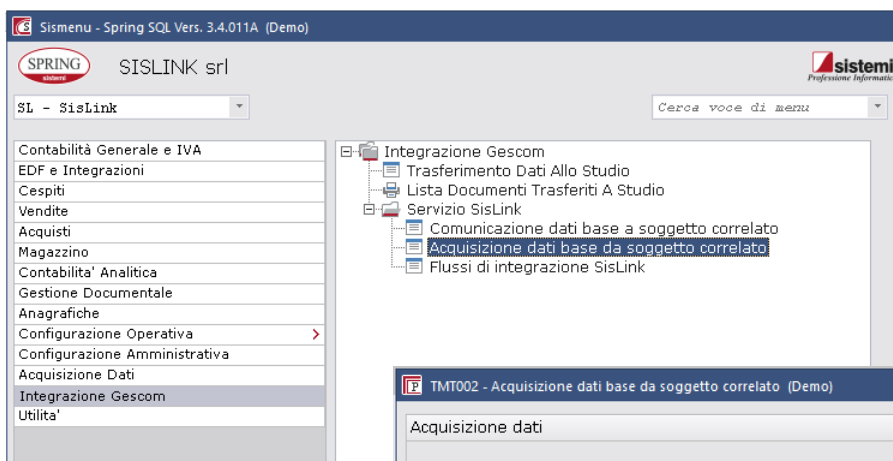 Sismenu - Spring SQL Vers. 3.4.011A (Demo)
SPRING
sistemi
SISLINK srl
sistemi
Professione Informatic
SL - SisLink
Cerca voce di menu
Contabilità Generale e IVA
EDF e Integrazioni
Cespiti
Vendite
Acquisti
Magazzino
Contabilita' Analitica
Gestione Documentale
Anagrafiche
Configurazione Operativa
Configurazione Amministrativa
Acquisizione Dati
Integrazione Gescom
Utilita'
Integrazione Gescom
Trasferimento Dati Allo Studio
Lista Documenti Trasferiti A Studio
Servizio SisLink
Comunicazione dati base a soggetto correlato
Acquisizione dati base da soggetto correlato
Flussi di integrazione SisLink
TMT002 - Acquisizione dati base da soggetto correlato (Demo)
Acquisizione dati